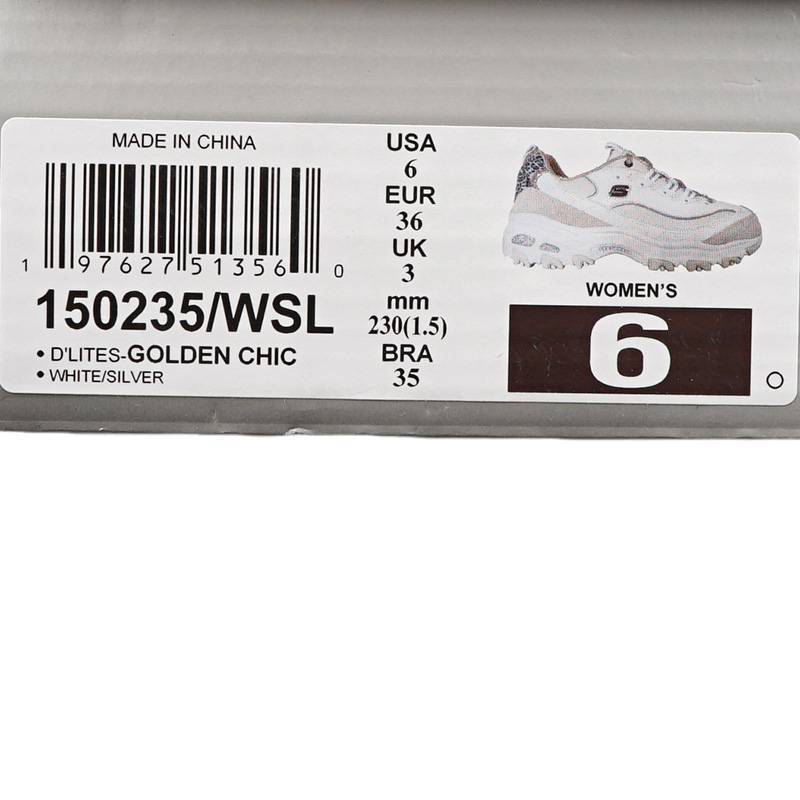 MADE IN CHINA
1 97627 51356 0
150235/WSL
• D'LITES-GOLDEN CHIC
• WHITE/SILVER
USA
6
EUR
36
UK
3
mm
230(1.5)
BRA
35
S
WOMEN'S
6